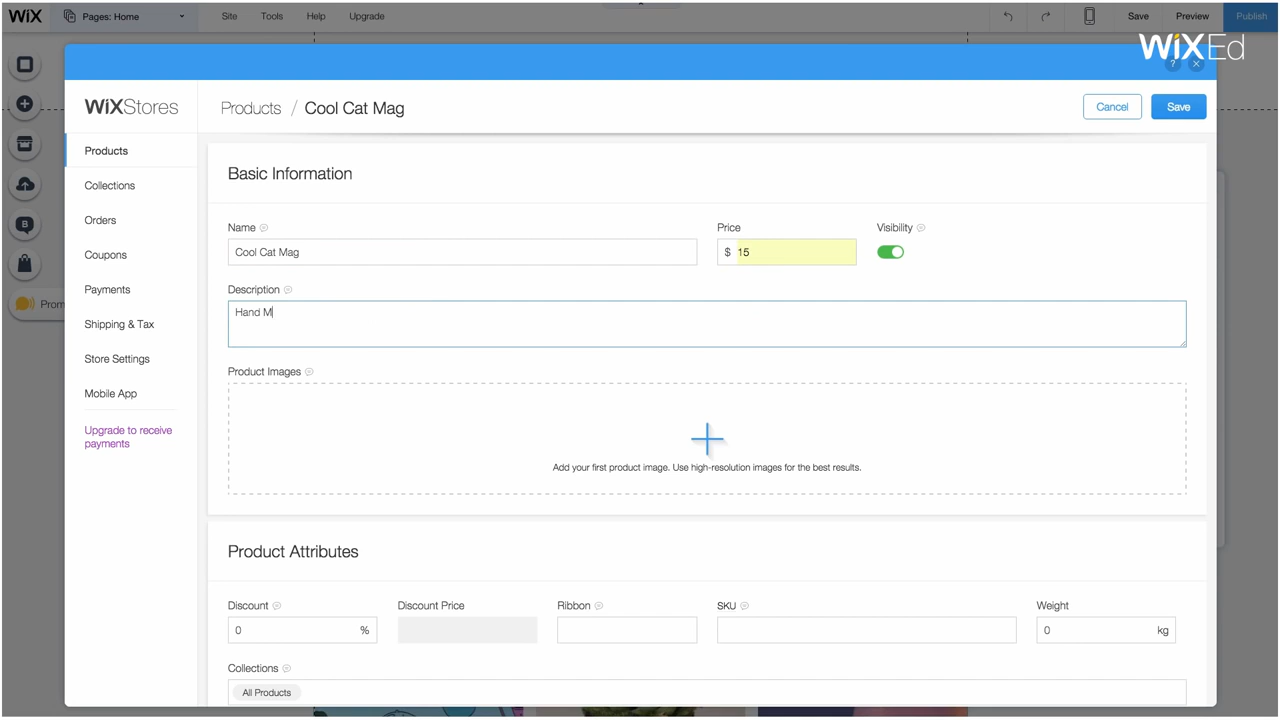 WiX
Pages: Home
Site
Tools
Help
Upgrade
Save
Preview
Publish
WiXEd
?
WiXStores
Products / Cool Cat Mag
Cancel
Save
Products
Collections
Orders
Coupons
Payments
Shipping & Tax
Store Settings
Mobile App
Upgrade to receive
payments
Prom
Basic Information
Name
Price
Visibility
Cool Cat Mag
$ 15
Description
Hand M
Product Images
Add your first product image. Use high-resolution images for the best results.
Product Attributes
Discount
Discount Price
Ribbon
SKU
Weight
0 %
0 kg
Collections
All Products